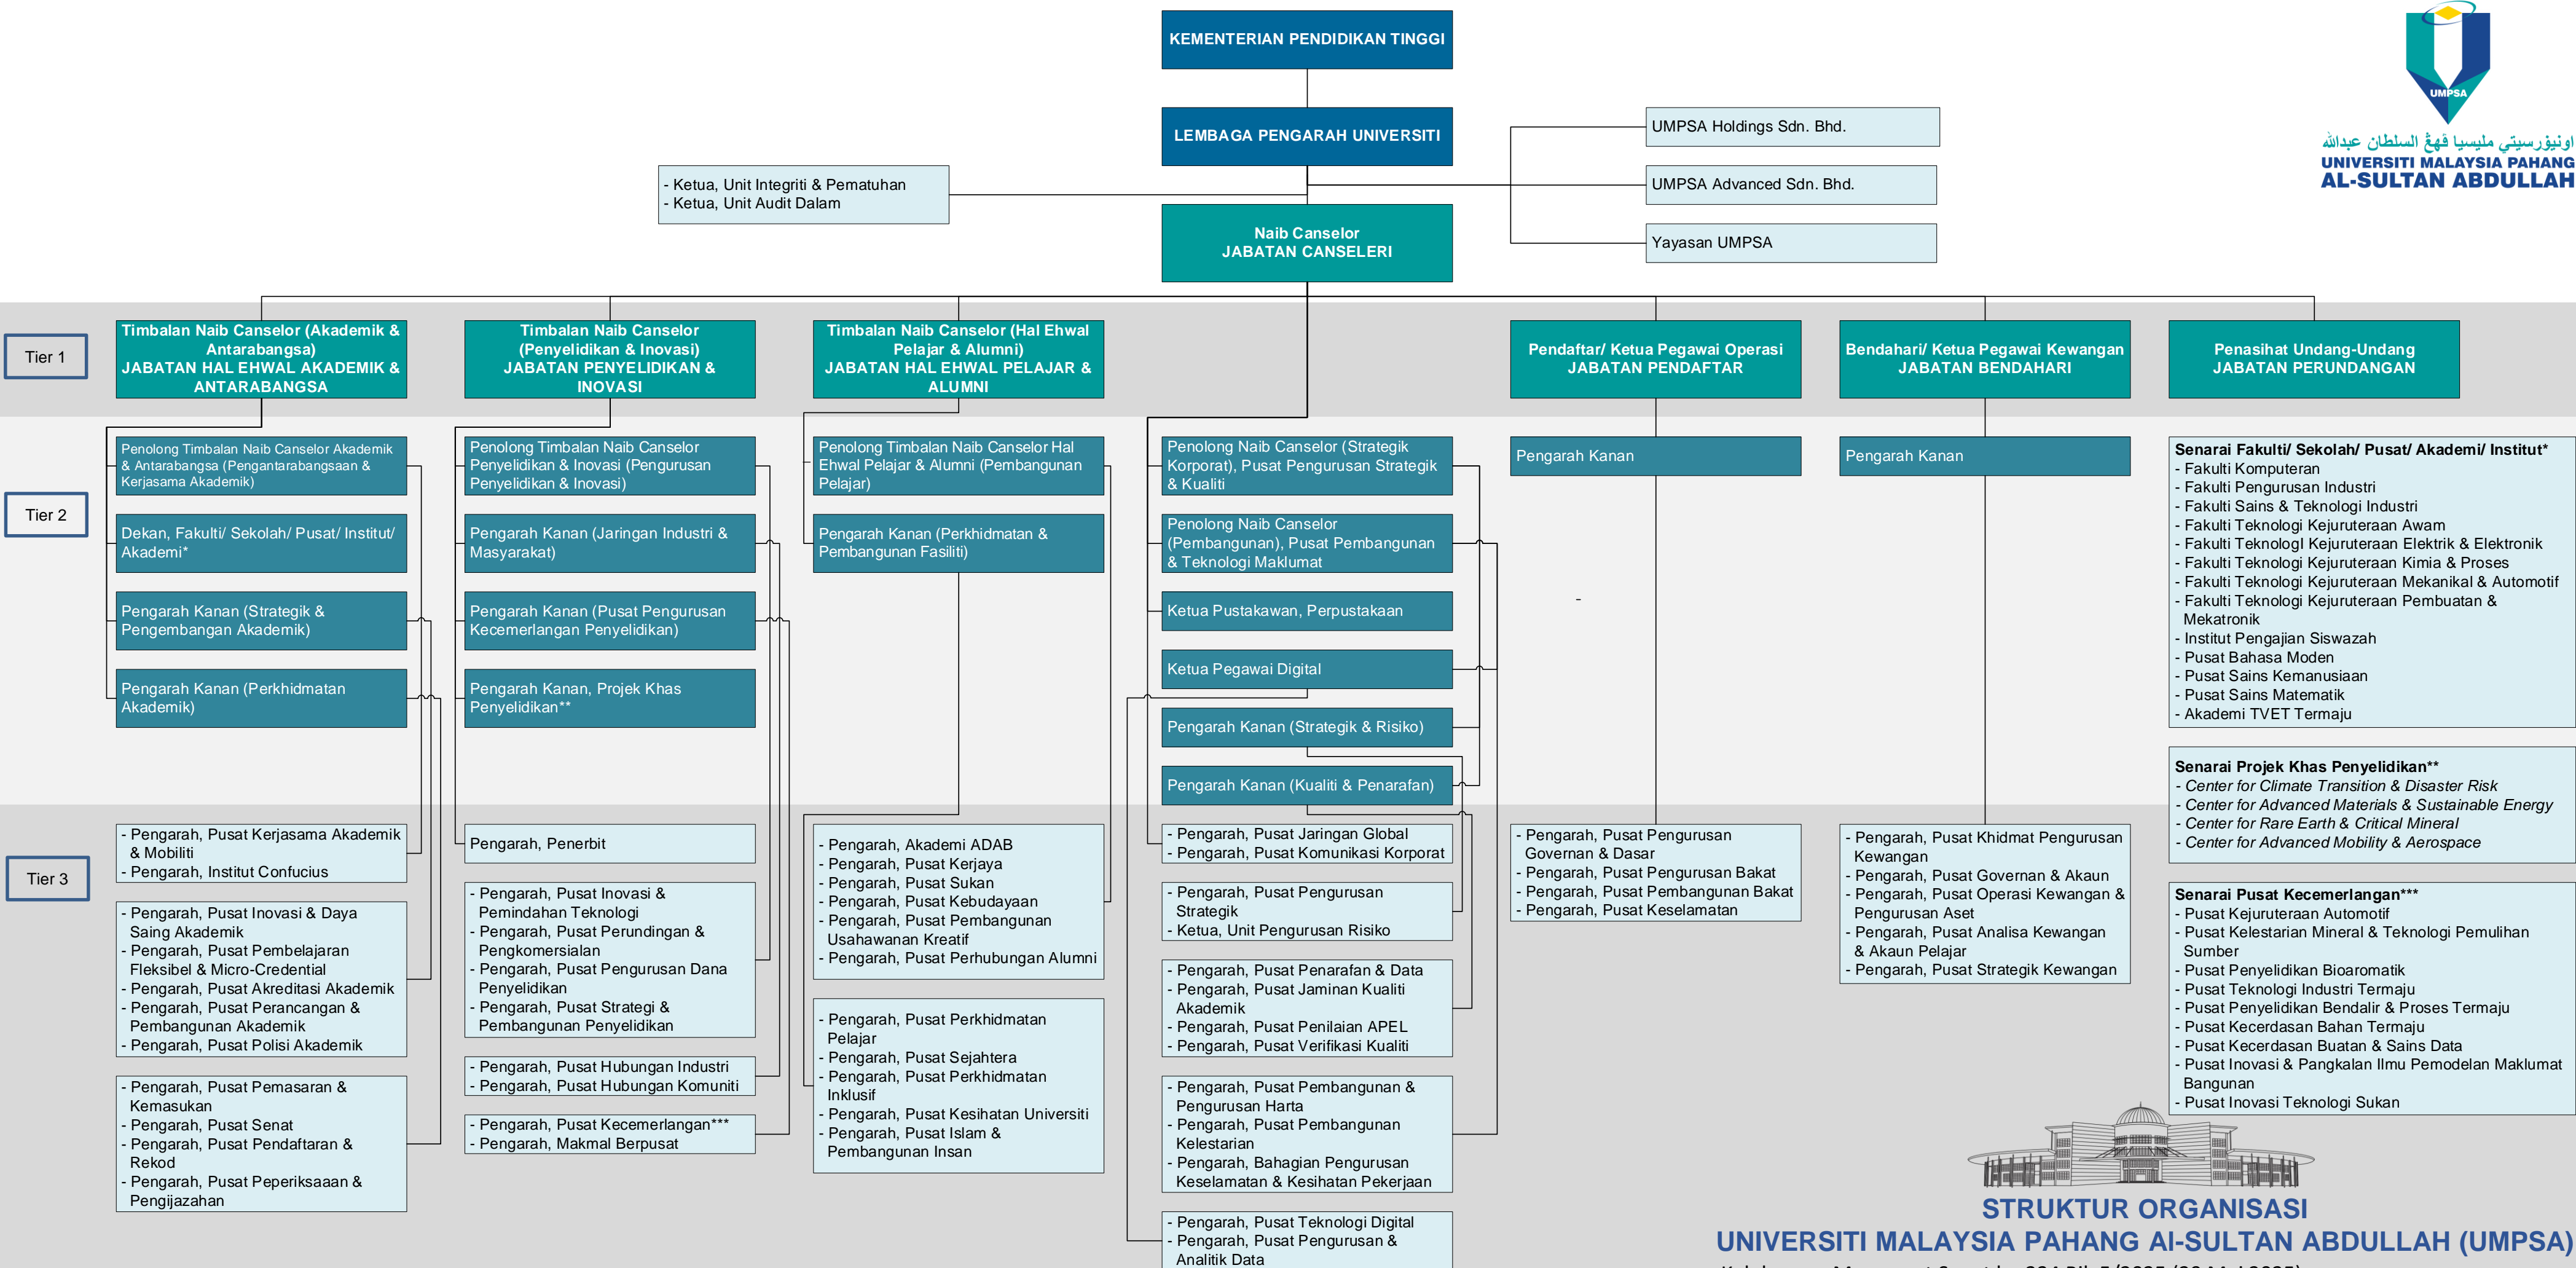 KEMENTERIAN PENDIDIKAN TINGGI
UMPSA
اونيۏرسيتي مليسيا ڤهڠ السلطان عبدالله
UNIVERSITI MALAYSIA PAHANG
AL-SULTAN ABDULLAH
LEMBAGA PENGARAH UNIVERSITI
UMPSA Holdings Sdn. Bhd.
- Ketua, Unit Integriti & Pematuhan
- Ketua, Unit Audit Dalam
UMPSA Advanced Sdn. Bhd.
Naib Canselor
JABATAN CANSELERI
Yayasan UMPSA
Tier 1
Timbalan Naib Canselor (Akademik &
Antarabangsa)
JABATAN HAL EHWAL AKADEMIK &
ANTARABANGSA
Timbalan Naib Canselor
(Penyelidikan & Inovasi)
JABATAN PENYELIDIKAN &
INOVASI
Timbalan Naib Canselor (Hal Ehwal
Pelajar & Alumni)
JABATAN HAL EHWAL PELAJAR &
ALUMNI
Pendaftar/ Ketua Pegawai Operasi
JABATAN PENDAFTAR
Bendahari/ Ketua Pegawai Kewangan
JABATAN BENDAHARI
Penasihat Undang-Undang
JABATAN PERUNDANGAN
Tier 2
Penolong Timbalan Naib Canselor Akademik
& Antarabangsa (Pengantarabangsaan &
Kerjasama Akademik)
Dekan, Fakulti/ Sekolah/ Pusat/ Institut/
Akademi*
Pengarah Kanan (Strategik &
Pengembangan Akademik)
Pengarah Kanan (Perkhidmatan
Akademik)
Penolong Timbalan Naib Canselor
Penyelidikan & Inovasi (Pengurusan
Penyelidikan & Inovasi)
Pengarah Kanan (Jaringan Industri &
Masyarakat)
Pengarah Kanan (Pusat Pengurusan
Kecemerlangan Penyelidikan)
Pengarah Kanan, Projek Khas
Penyelidikan**
Penolong Timbalan Naib Canselor Hal
Ehwal Pelajar & Alumni (Pembangunan
Pelajar)
Pengarah Kanan (Perkhidmatan &
Pembangunan Fasiliti)
Penolong Naib Canselor (Strategik
Korporat), Pusat Pengurusan Strategik
& Kualiti
Penolong Naib Canselor
(Pembangunan), Pusat Pembangunan
& Teknologi Maklumat
Ketua Pustakawan, Perpustakaan
Ketua Pegawai Digital
Pengarah Kanan (Strategik & Risiko)
Pengarah Kanan (Kualiti & Penarafan)
Pengarah Kanan
-
Pengarah Kanan
Senarai Fakulti/ Sekolah/ Pusat/ Akademi/ Institut*
- Fakulti Komputeran
- Fakulti Pengurusan Industri
- Fakulti Sains & Teknologi Industri
- Fakulti Teknologi Kejuruteraan Awam
- Fakulti TeknologI Kejuruteraan Elektrik & Elektronik
- Fakulti Teknologi Kejuruteraan Kimia & Proses
- Fakulti Teknologi Kejuruteraan Mekanikal & Automotif
- Fakulti Teknologi Kejuruteraan Pembuatan &
Mekatronik
- Institut Pengajian Siswazah
- Pusat Bahasa Moden
- Pusat Sains Kemanusiaan
- Pusat Sains Matematik
- Akademi TVET Termaju
Senarai Projek Khas Penyelidikan**
- Center for Climate Transition & Disaster Risk
- Center for Advanced Materials & Sustainable Energy
- Center for Rare Earth & Critical Mineral
- Center for Advanced Mobility & Aerospace
Tier 3
- Pengarah, Pusat Kerjasama Akademik
& Mobiliti
- Pengarah, Institut Confucius
- Pengarah, Pusat Inovasi & Daya
Saing Akademik
- Pengarah, Pusat Pembelajaran
Fleksibel & Micro-Credential
- Pengarah, Pusat Akreditasi Akademik
- Pengarah, Pusat Perancangan &
Pembangunan Akademik
- Pengarah, Pusat Polisi Akademik
- Pengarah, Pusat Pemasaran &
Kemasukan
- Pengarah, Pusat Senat
- Pengarah, Pusat Pendaftaran &
Rekod
- Pengarah, Pusat Peperiksaaan &
Pengijazahan
Pengarah, Penerbit
- Pengarah, Pusat Inovasi &
Pemindahan Teknologi
- Pengarah, Pusat Perundingan &
Pengkomersialan
- Pengarah, Pusat Pengurusan Dana
Penyelidikan
- Pengarah, Pusat Strategi &
Pembangunan Penyelidikan
- Pengarah, Pusat Hubungan Industri
- Pengarah, Pusat Hubungan Komuniti
- Pengarah, Pusat Kecemerlangan***
- Pengarah, Makmal Berpusat
- Pengarah, Akademi ADAB
- Pengarah, Pusat Kerjaya
- Pengarah, Pusat Sukan
- Pengarah, Pusat Kebudayaan
- Pengarah, Pusat Pembangunan
Usahawanan Kreatif
- Pengarah, Pusat Perhubungan Alumni
- Pengarah, Pusat Perkhidmatan
Pelajar
- Pengarah, Pusat Sejahtera
- Pengarah, Pusat Perkhidmatan
Inklusif
- Pengarah, Pusat Kesihatan Universiti
- Pengarah, Pusat Islam &
Pembangunan Insan
- Pengarah, Pusat Jaringan Global
- Pengarah, Pusat Komunikasi Korporat
- Pengarah, Pusat Pengurusan
Strategik
- Ketua, Unit Pengurusan Risiko
- Pengarah, Pusat Penarafan & Data
- Pengarah, Pusat Jaminan Kualiti
Akademik
- Pengarah, Pusat Penilaian APEL
- Pengarah, Pusat Verifikasi Kualiti
- Pengarah, Pusat Pembangunan &
Pengurusan Harta
- Pengarah, Pusat Pembangunan
Kelestarian
- Pengarah, Bahagian Pengurusan
Keselamatan & Kesihatan Pekerjaan
- Pengarah, Pusat Teknologi Digital
- Pengarah, Pusat Pengurusan &
Analitik Data
- Pengarah, Pusat Pengurusan
Governan & Dasar
- Pengarah, Pusat Pengurusan Bakat
- Pengarah, Pusat Pembangunan Bakat
- Pengarah, Pusat Keselamatan
- Pengarah, Pusat Khidmat Pengurusan
Kewangan
- Pengarah, Pusat Governan & Akaun
- Pengarah, Pusat Operasi Kewangan &
Pengurusan Aset
- Pengarah, Pusat Analisa Kewangan
& Akaun Pelajar
- Pengarah, Pusat Strategik Kewangan
Senarai Pusat Kecemerlangan***
- Pusat Kejuruteraan Automotif
- Pusat Kelestarian Mineral & Teknologi Pemulihan
Sumber
- Pusat Penyelidikan Bioaromatik
- Pusat Teknologi Industri Termaju
- Pusat Penyelidikan Bendalir & Proses Termaju
- Pusat Kecerdasan Bahan Termaju
- Pusat Kecerdasan Buatan & Sains Data
- Pusat Inovasi & Pangkalan Ilmu Pemodelan Maklumat
Bangunan
- Pusat Inovasi Teknologi Sukan
STRUKTUR ORGANISASI
UNIVERSITI MALAYSIA PAHANG Al-SULTAN ABDULLAH (UMPSA)